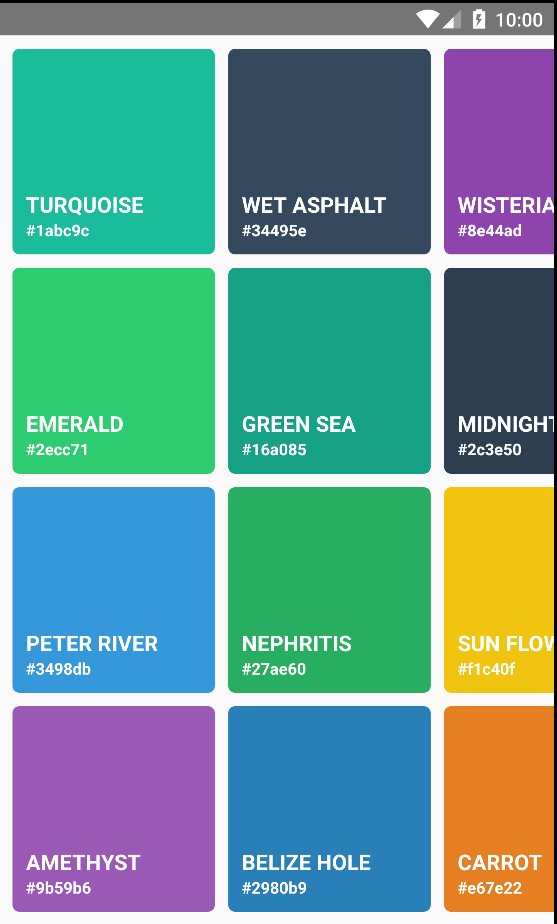 10:00
TURQUOISE
#1abc9c
WET ASPHALT
#34495e
WISTERIA
#8e44ad
EMERALD
#2ecc71
GREEN SEA
#16a085
MIDNIGHT
#2c3e50
PETER RIVER
#3498db
NEPHRITIS
#27ae60
SUN FLOW
#f1c40f
AMETHYST
#9b59b6
BELIZE HOLE
#2980b9
CARROT
#e67e22